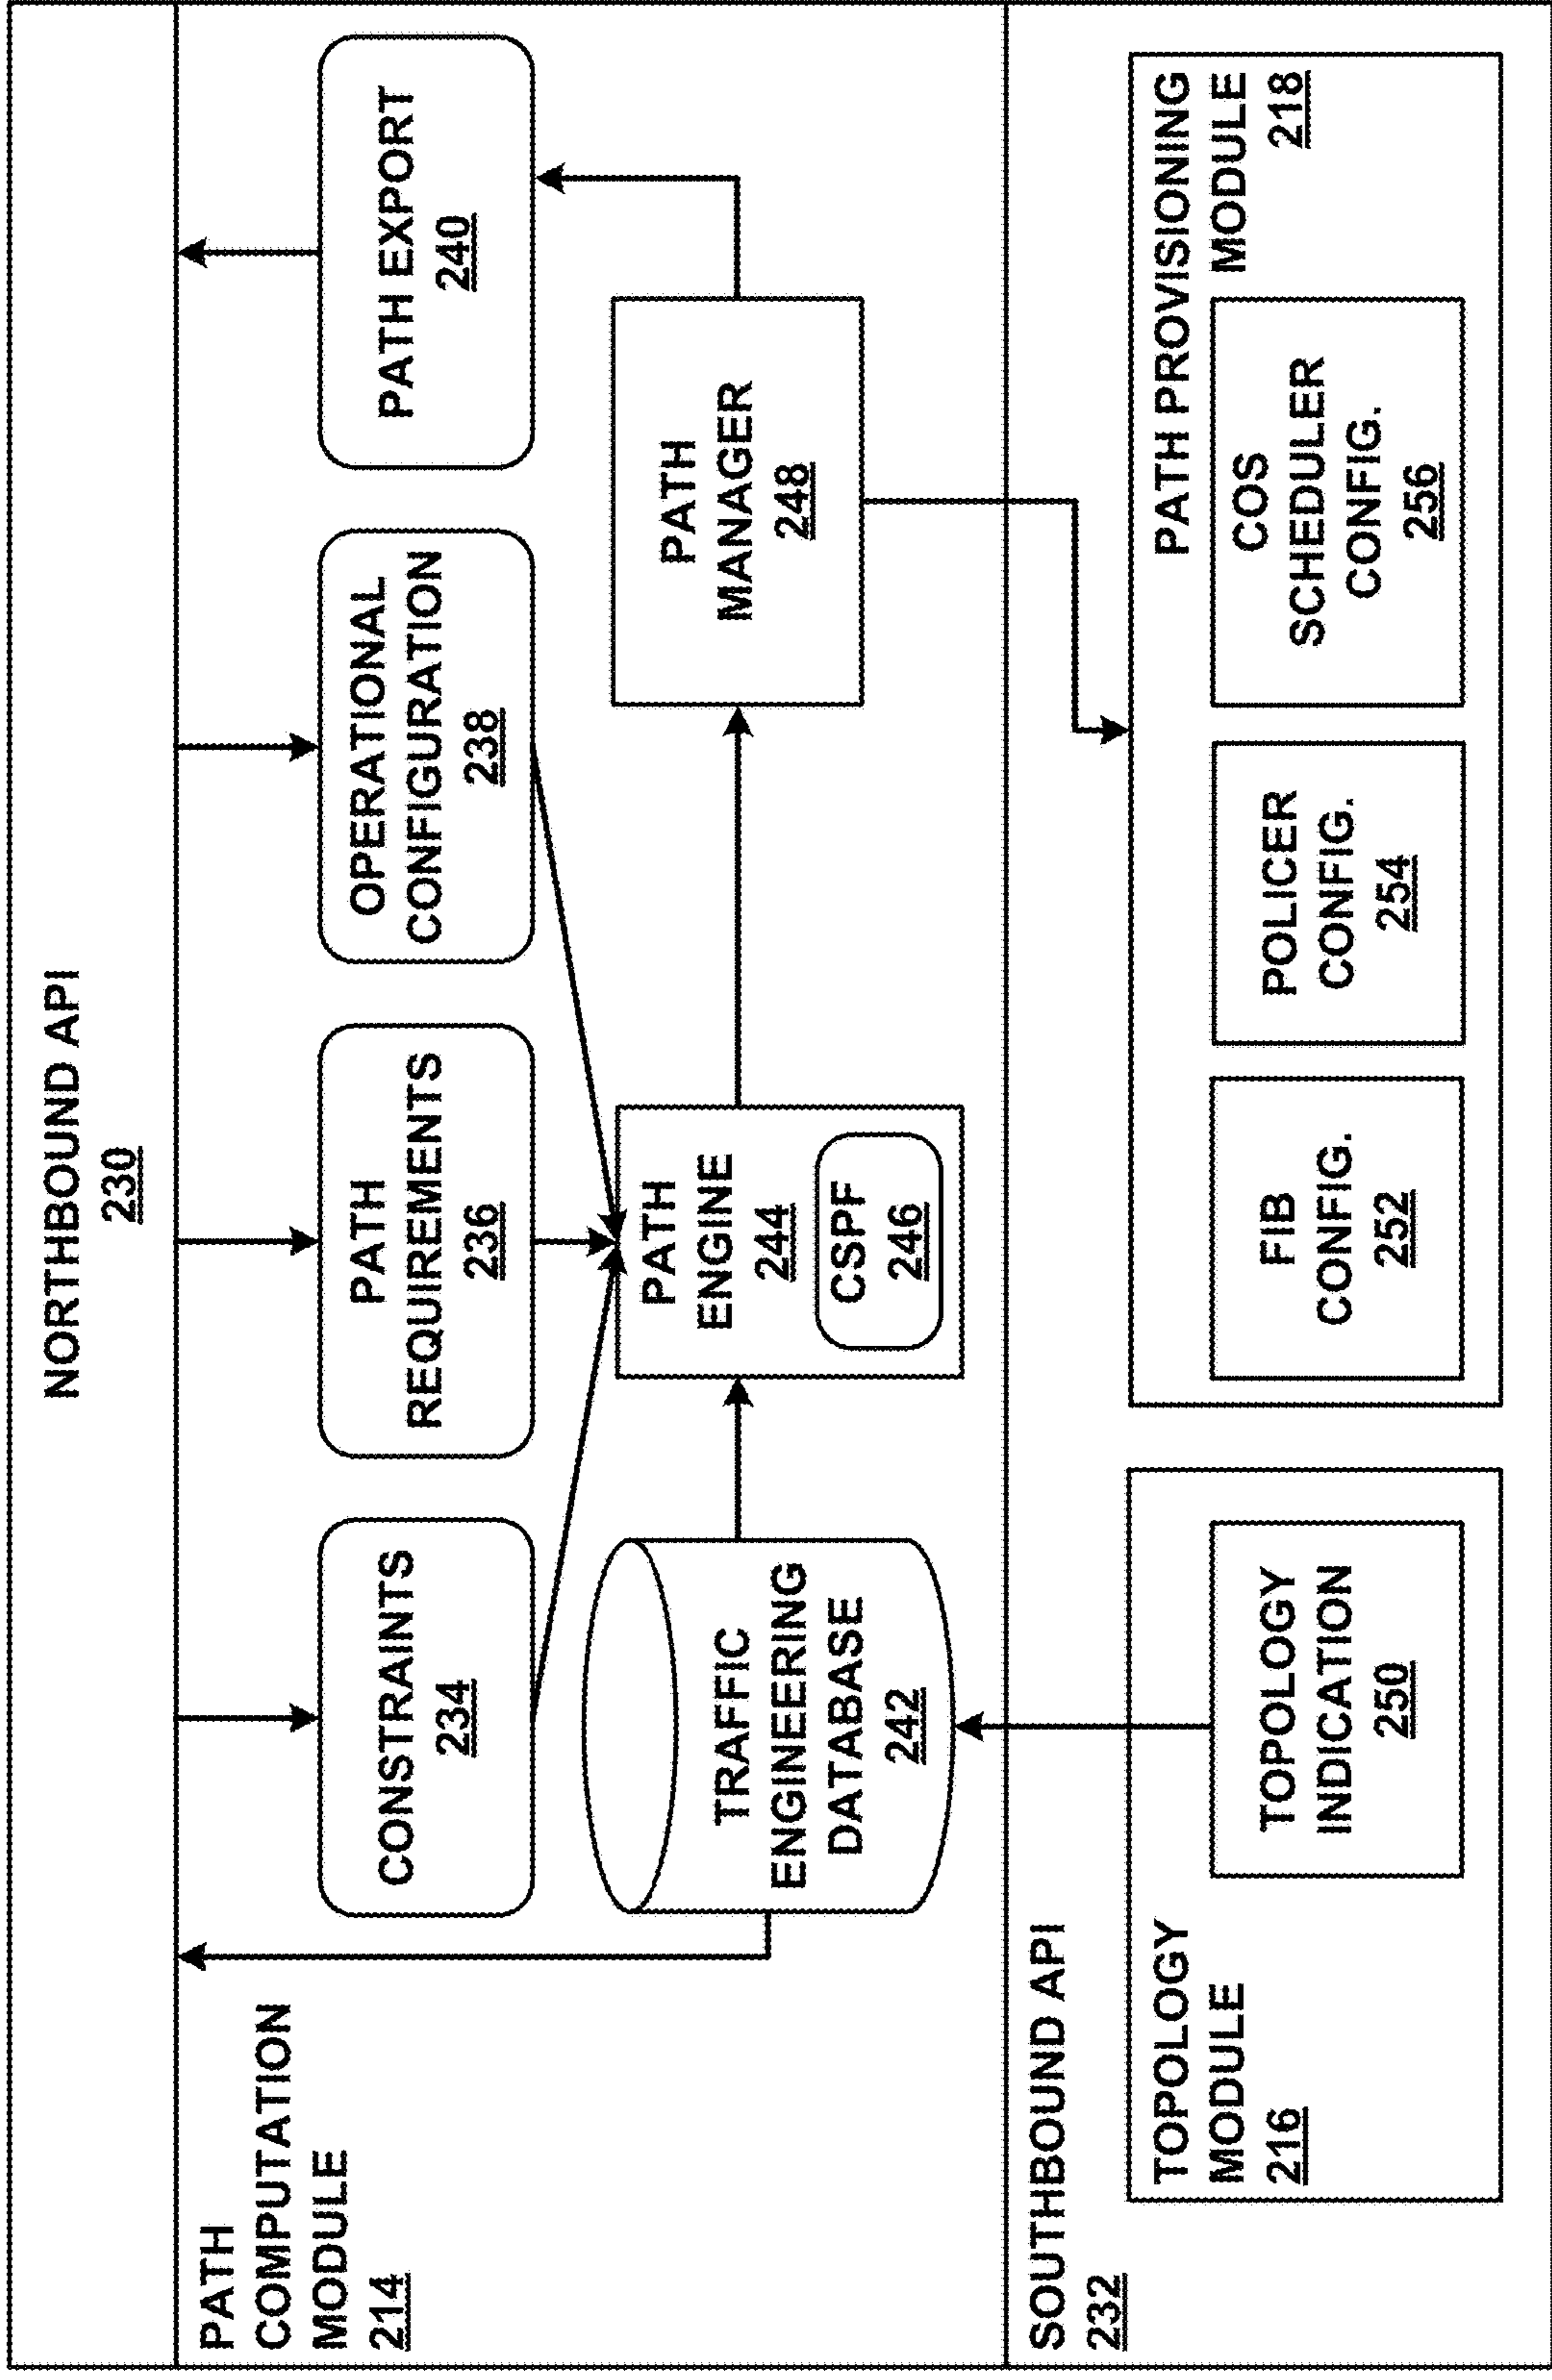 NORTHBOUND API
230
PATH
COMPUTATION
MODULE
214
CONSTRAINTS
234
PATH
REQUIREMENTS
236
OPERATIONAL
CONFIGURATION
238
PATH EXPORT
240
TRAFFIC
ENGINEERING
DATABASE
242
PATH
ENGINE
244
CSPF
246
PATH
MANAGER
248
SOUTHBOUND API
232
TOPOLOGY
MODULE
216
TOPOLOGY
INDICATION
250
PATH PROVISIONING
MODULE
218
FIB
CONFIG.
252
POLICER
CONFIG.
254
COS
SCHEDULER
CONFIG.
256